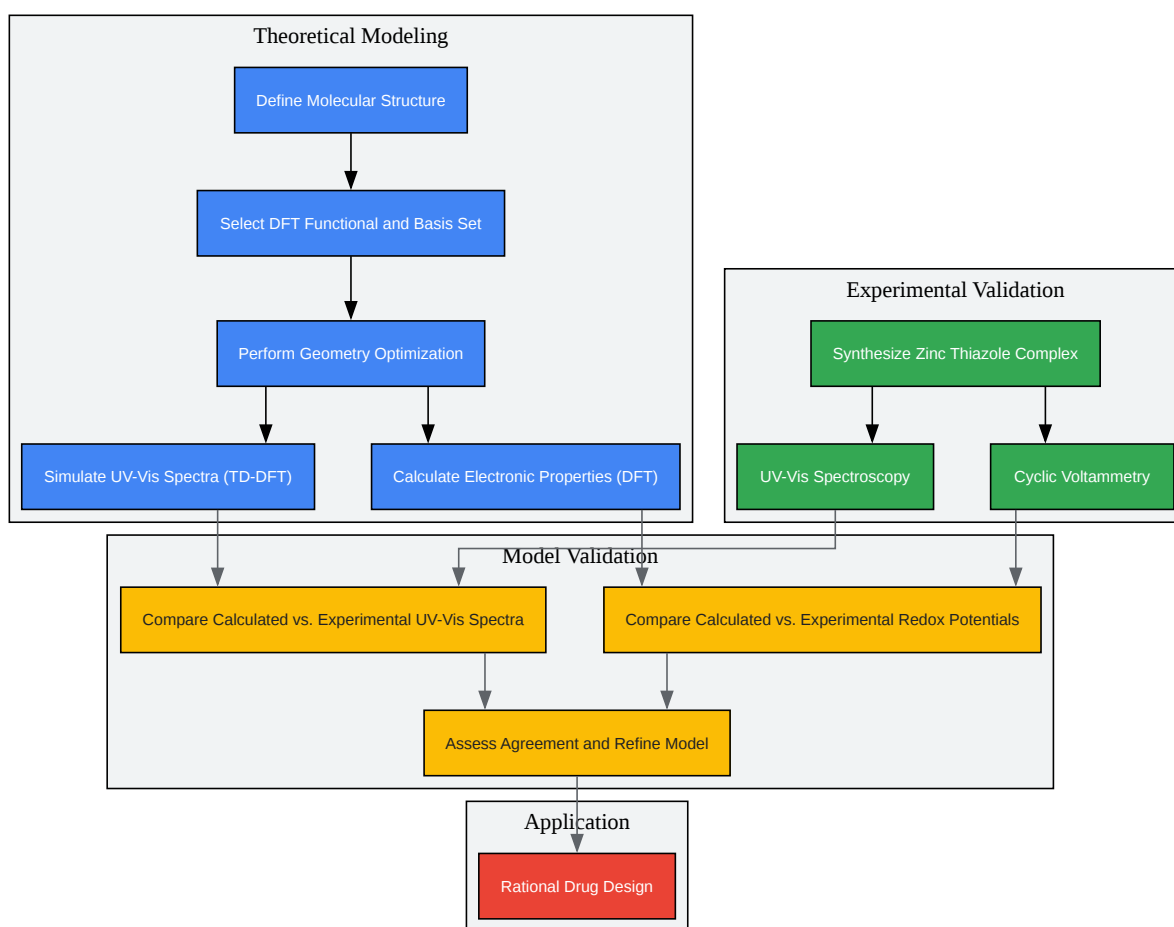 Theoretical Modeling
Define Molecular Structure
Select DFT Functional and Basis Set
Perform Geometry Optimization
Simulate UV-Vis Spectra (TD-DFT)
Calculate Electronic Properties (DFT)
Experimental Validation
Synthesize Zinc Thiazole Complex
UV-Vis Spectroscopy
Cyclic Voltammetry
Model Validation
Compare Calculated vs. Experimental UV-Vis Spectra
Compare Calculated vs. Experimental Redox Potentials
Assess Agreement and Refine Model
Application
Rational Drug Design